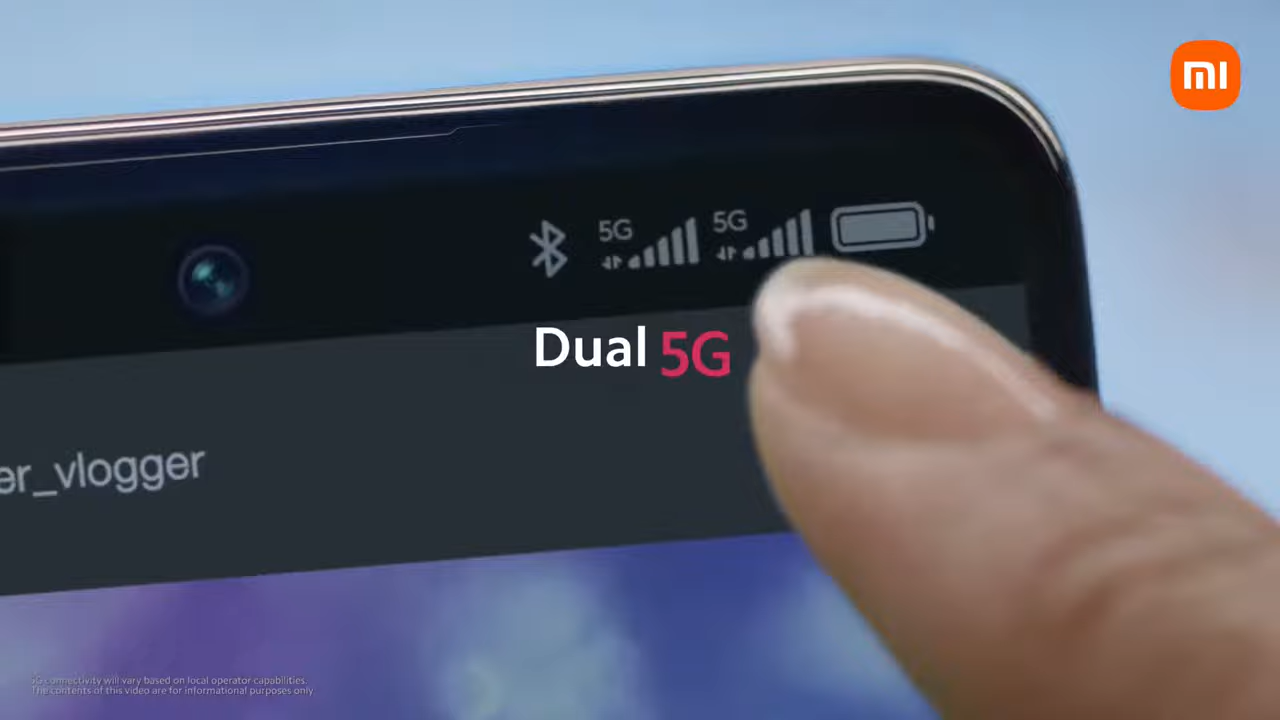 mi
5G 5G
Dual 5G
er_vlogger
5G connectivity will vary based on local operator capabilities.
The contents of this video are for informational purposes only.